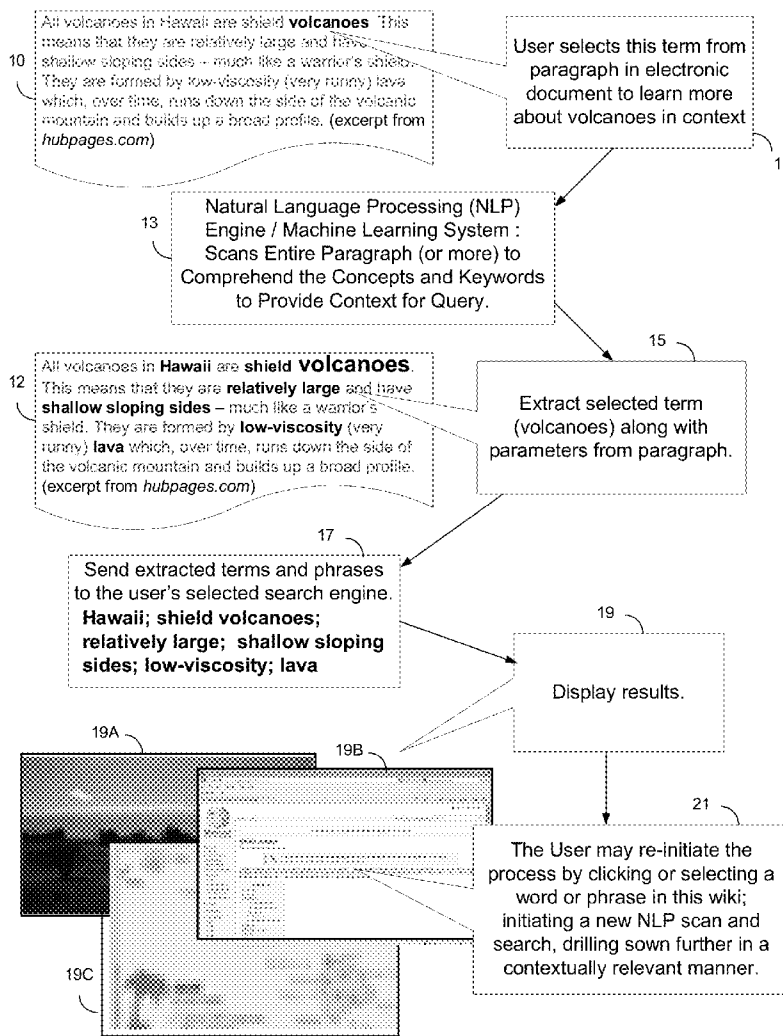 10
All volcanoes in Hawaii are shield volcanoes. This
means that they are relatively large and have
shallow sloping sides – much like a warrior's shield.
They are formed by low-viscosity (very runny) lava
which, over time, runs down the side of the volcanic
mountain and builds up a broad profile. (excerpt from
hubpages.com)
User selects this term from
paragraph in electronic
document to learn more
about volcanoes in context
1
13
Natural Language Processing (NLP)
Engine / Machine Learning System :
Scans Entire Paragraph (or more) to
Comprehend the Concepts and Keywords
to Provide Context for Query.
12
All volcanoes in Hawaii are shield volcanoes.
This means that they are relatively large and have
shallow sloping sides – much like a warrior's
shield. They are formed by low-viscosity (very
runny) lava which, over time, runs down the side of
the volcanic mountain and builds up a broad profile.
(excerpt from hubpages.com)
15
Extract selected term
(volcanoes) along with
parameters from paragraph.
17
Send extracted terms and phrases
to the user's selected search engine.
Hawaii; shield volcanoes;
relatively large; shallow sloping
sides; low-viscosity; lava
19
Display results.
19A
19B
19C
21
The User may re-initiate the
process by clicking or selecting a
word or phrase in this wiki;
initiating a new NLP scan and
search, drilling sown further in a
contextually relevant manner.